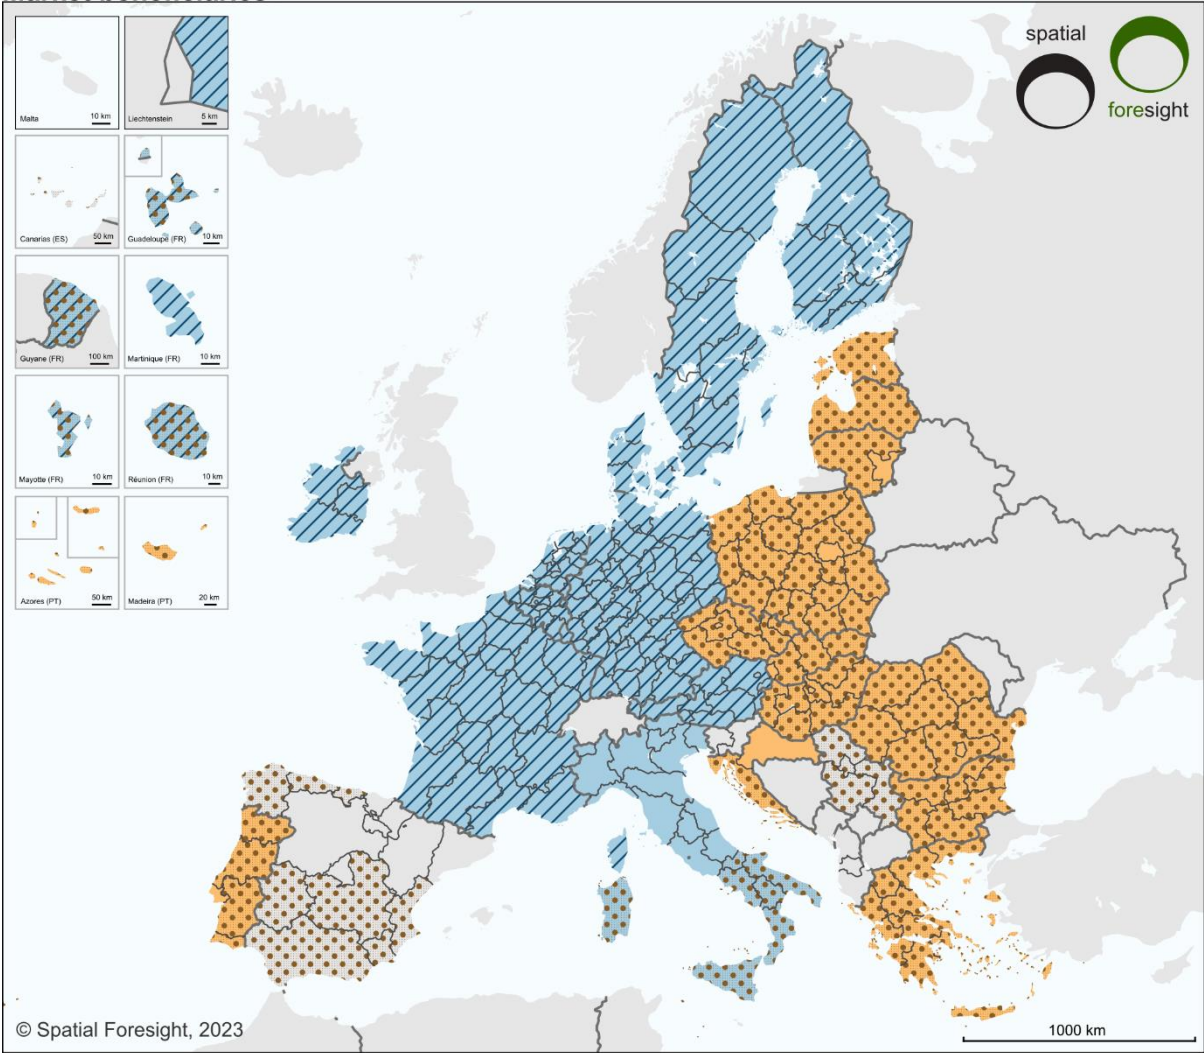 spatial
foresight
Malta
10 km
Liechtenstein
5 km
Canarias (ES)
50 km
Guadeloupe (FR)
10 km
Guyane (FR)
100 km
Martinique (FR)
10 km
Mayotte (FR)
10 km
Réunion (FR)
10 km
Azores (PT)
50 km
Madeira (PT)
20 km
© Spatial Foresight, 2023
1000 km